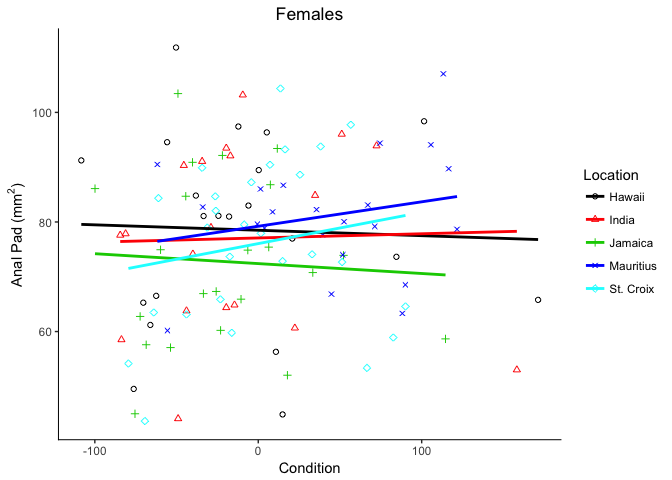 Females
Anal Pad (mm²)
100
80
60
-100
0
100
Condition
Location
Hawaii
India
Jamaica
Mauritius
St. Croix